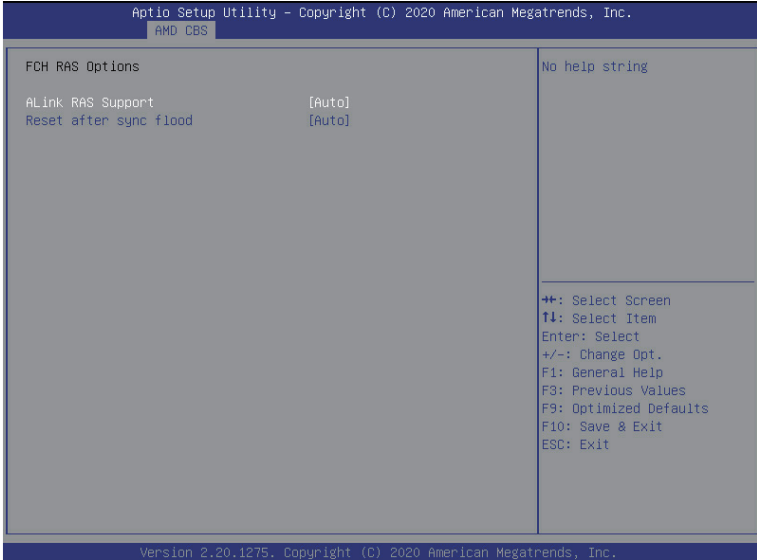 Aptio Setup Utility – Copyright (C) 2020 American Megatrends, Inc.
AMD CBS
FCH RAS Options
ALink RAS Support [Auto]
Reset after sync flood [Auto]
No help string
→←: Select Screen
↑↓: Select Item
Enter: Select
+/-: Change Opt.
F1: General Help
F3: Previous Values
F9: Optimized Defaults
F10: Save & Exit
ESC: Exit
Version 2.20.1275. Copyright (C) 2020 American Megatrends, Inc.